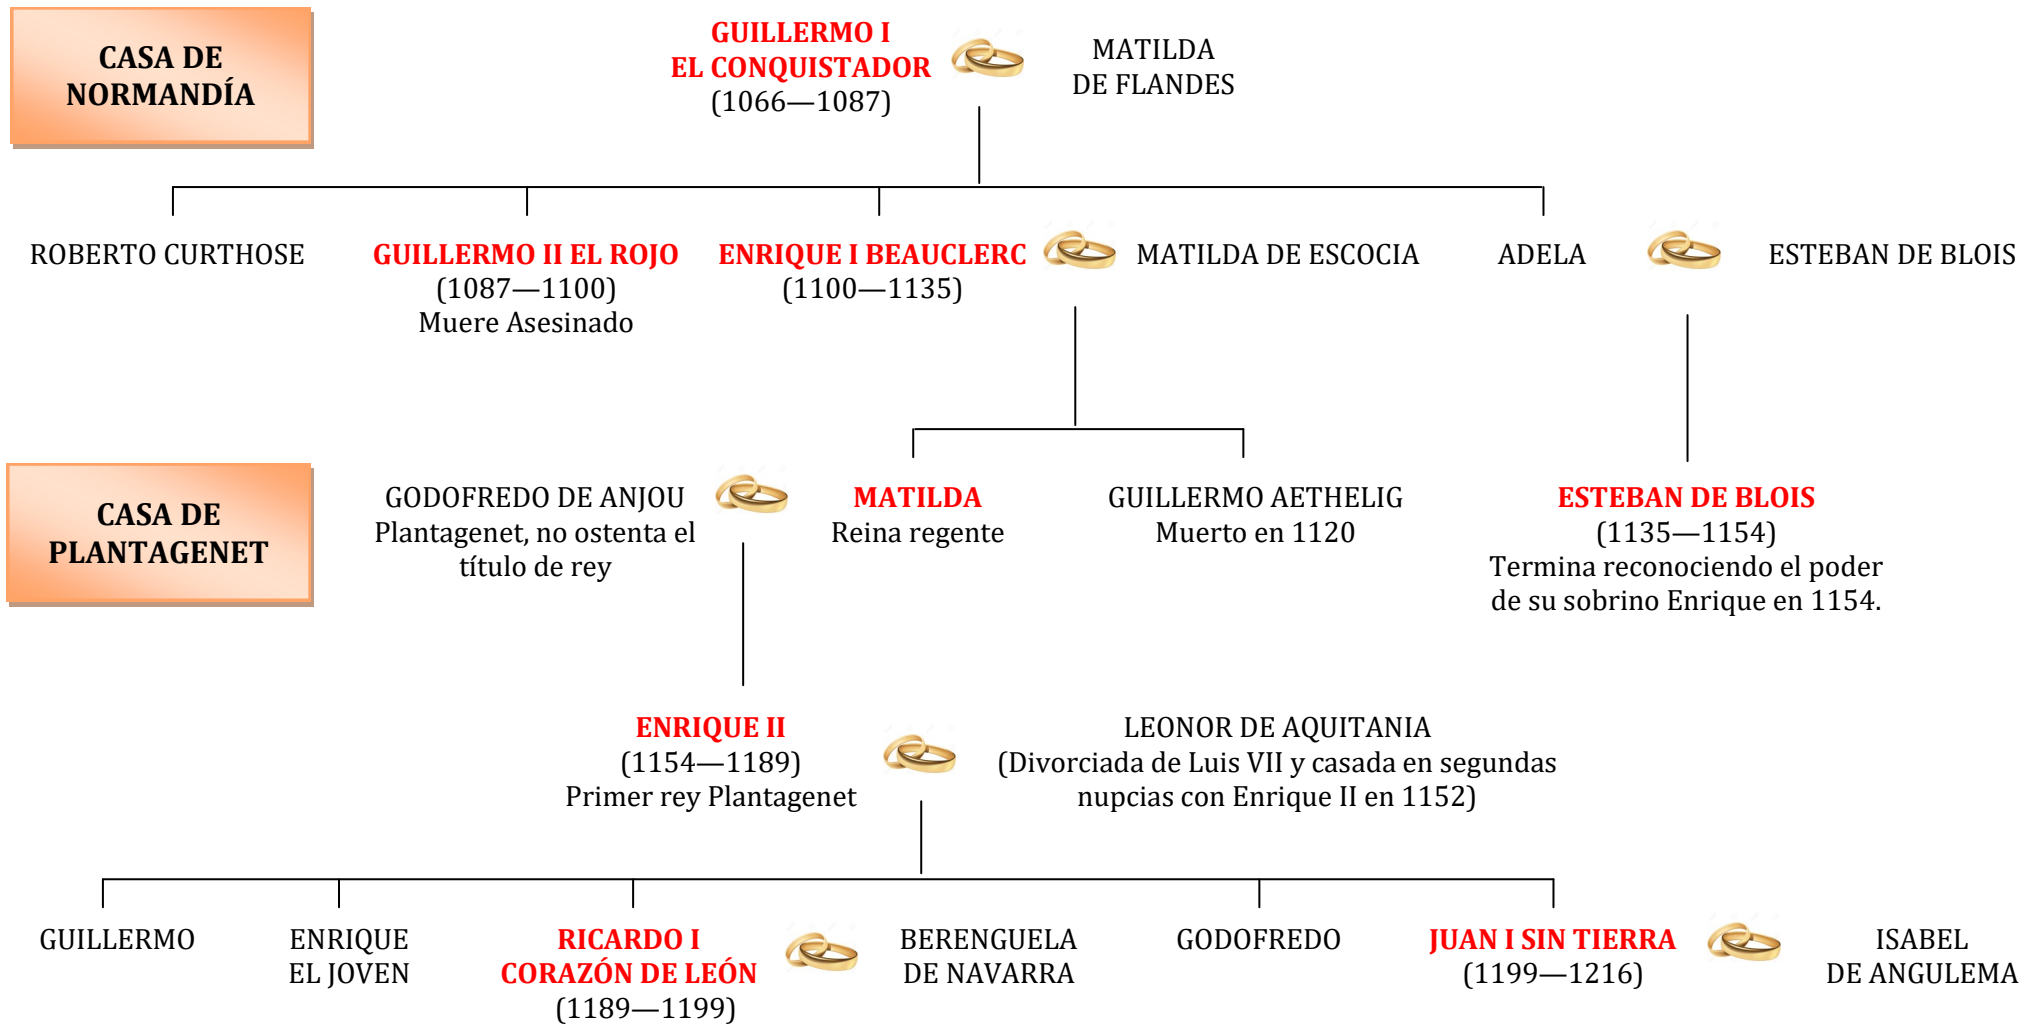 CASA DE
NORMANDÍA
GUILLERMO I
EL CONQUISTADOR
(1066—1087)
MATILDA
DE FLANDES
ROBERTO CURTHOSE
GUILLERMO II EL ROJO
(1087—1100)
Muere Asesinado
ENRIQUE I BEAUCLERC
(1100—1135)
MATILDA DE ESCOCIA
ADELA
ESTEBAN DE BLOIS
CASA DE
PLANTAGENET
GODOFREDO DE ANJOU
Plantagenet, no ostenta el
título de rey
MATILDA
Reina regente
GUILLERMO AETHELIG
Muerto en 1120
ESTEBAN DE BLOIS
(1135—1154)
Termina reconociendo el poder
de su sobrino Enrique en 1154.
ENRIQUE II
(1154—1189)
Primer rey Plantagenet
LEONOR DE AQUITANIA
(Divorciada de Luis VII y casada en segundas
nupcias con Enrique II en 1152)
GUILLERMO
ENRIQUE
EL JOVEN
RICARDO I
CORAZÓN DE LEÓN
(1189—1199)
BERENGUELA
DE NAVARRA
GODOFREDO
JUAN I SIN TIERRA
(1199—1216)
ISABEL
DE ANGULEMA